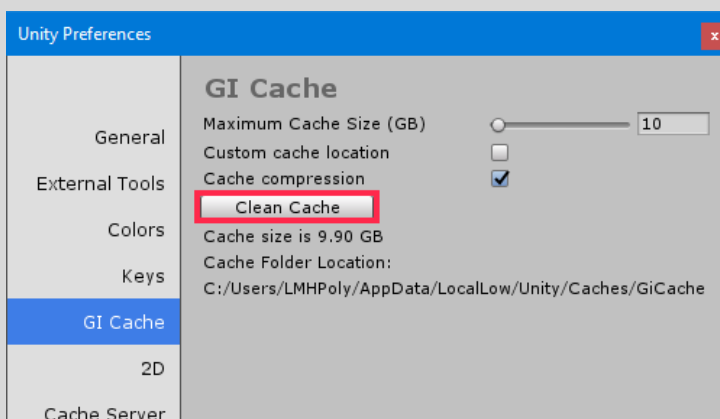 Unity Preferences
x
General
External Tools
Colors
Keys
GI Cache
2D
Cache Server
GI Cache
Maximum Cache Size (GB) 10
Custom cache location
Cache compression
Clean Cache
Cache size is 9.90 GB
Cache Folder Location:
C:/Users/LMHPoly/AppData/LocalLow/Unity/Caches/GiCache